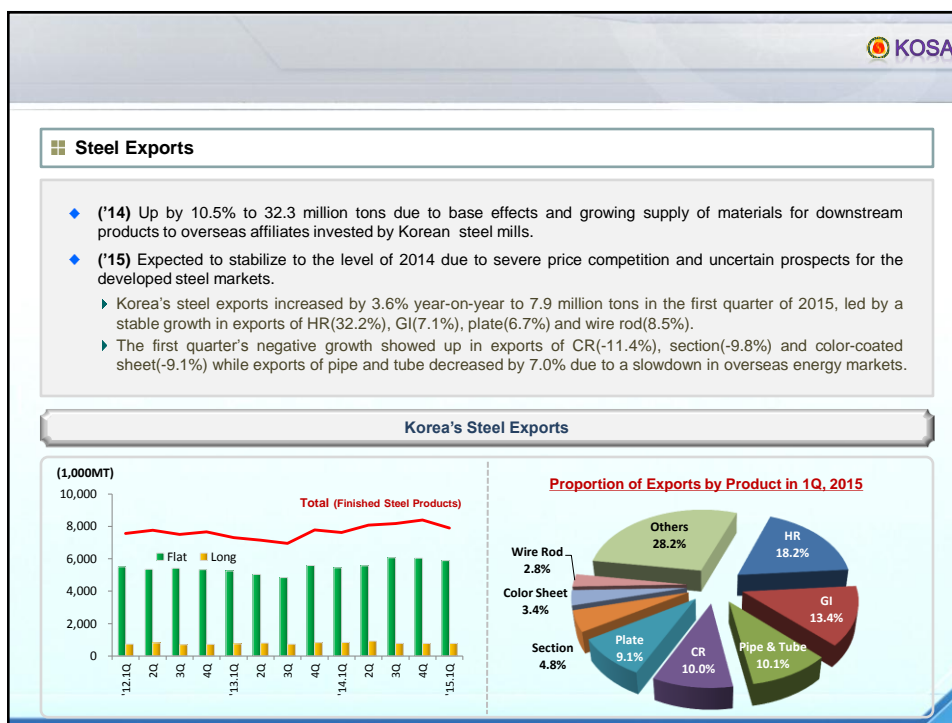 KOSA
Steel Exports
('14) Up by 10.5% to 32.3 million tons due to base effects and growing supply of materials for downstream
products to overseas affiliates invested by Korean steel mills.
('15) Expected to stabilize to the level of 2014 due to severe price competition and uncertain prospects for the
developed steel markets.
Korea's steel exports increased by 3.6% year-on-year to 7.9 million tons in the first quarter of 2015, led by a
stable growth in exports of HR(32.2%), GI(7.1%), plate(6.7%) and wire rod(8.5%).
The first quarter's negative growth showed up in exports of CR(-11.4%), section(-9.8%) and color-coated
sheet(-9.1%) while exports of pipe and tube decreased by 7.0% due to a slowdown in overseas energy markets.
Korea's Steel Exports
(1,000MT)
10,000
8,000
6,000
4,000
2,000
0
Total (Finished Steel Products)
Flat Long
'12.1Q
2Q
3Q
4Q
'13.1Q
2Q
3Q
4Q
'14.1Q
2Q
3Q
4Q
'15.1Q
Proportion of Exports by Product in 1Q, 2015
Others
28.2%
HR
18.2%
GI
13.4%
Pipe & Tube
10.1%
CR
10.0%
Plate
9.1%
Section
4.8%
Color Sheet
3.4%
Wire Rod
2.8%